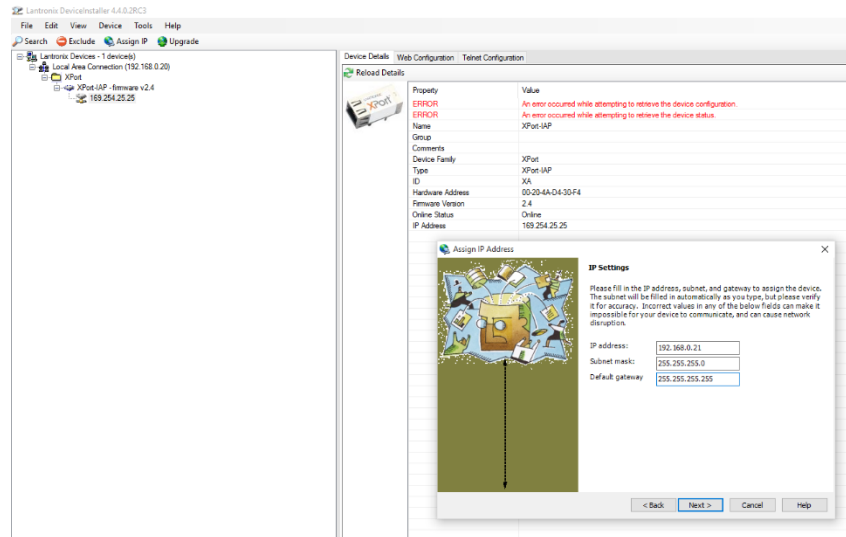 Lantronix DeviceInstaller 4.4.0.2RC3
File Edit View Device Tools Help
Search Exclude Assign IP Upgrade
Lantronix Devices - 1 device(s)
Local Area Connection (192.168.0.20)
XPort
XPort-IAP - firmware v2.4
169.254.25.25
Device Details Web Configuration Telnet Configuration
Reload Details
XPort
Property Value
ERROR An error occurred while attempting to retrieve the device configuration.
ERROR An error occurred while attempting to retrieve the device status.
Name XPort-IAP
Group
Comments
Device Family XPort
Type XPort-IAP
ID XA
Hardware Address 00-20-4A-D4-30-F4
Firmware Version 2.4
Online Status Online
IP Address 169.254.25.25
Assign IP Address
IP Settings
Please fill in the IP address, subnet, and gateway to assign the device.
The subnet will be filled in automatically as you type, but please verify
it for accuracy. Incorrect values in any of the below fields can make it
impossible for your device to communicate, and can cause network
disruption.
IP address: 192.168.0.21
Subnet mask: 255.255.255.0
Default gateway 255.255.255.255
< Back Next > Cancel Help